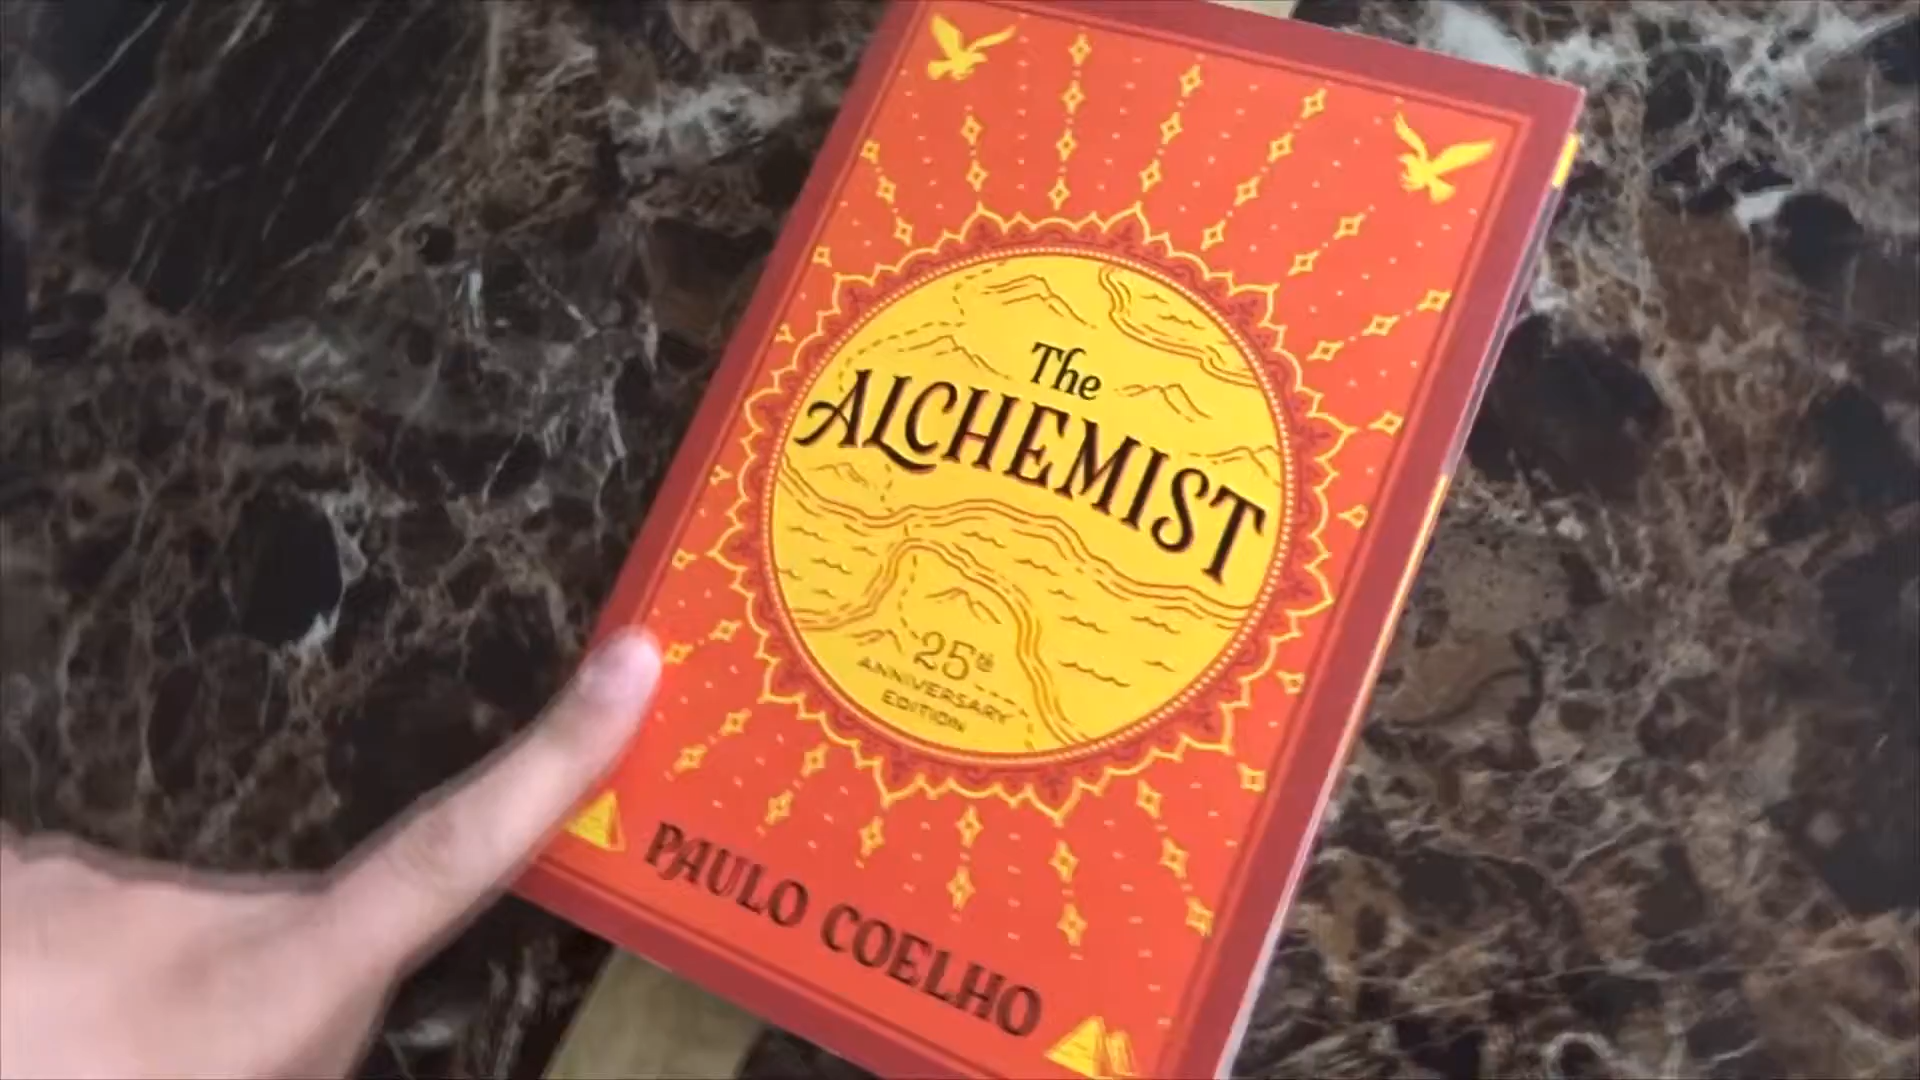 The
ALCHEMIST
25th
ANNIVERSARY
EDITION
PAULO COELHO